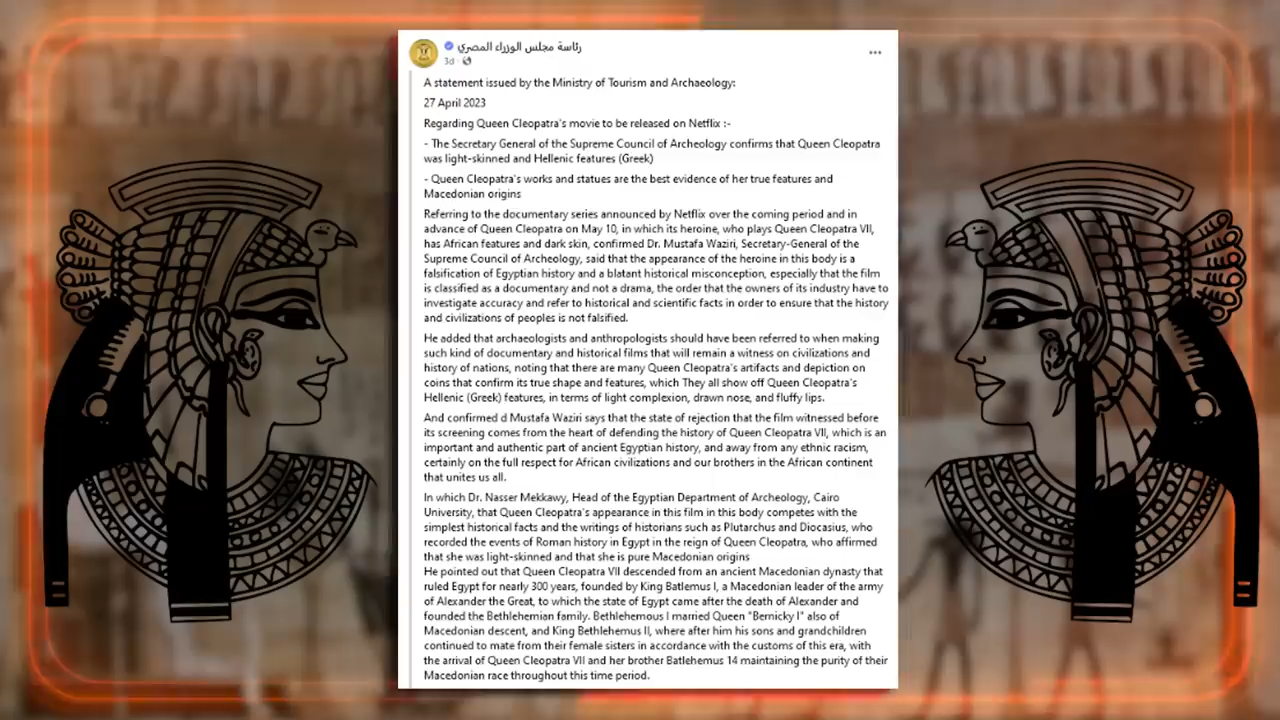 رئاسة مجلس الوزراء المصري
3d ·
A statement issued by the Ministry of Tourism and Archaeology:
27 April 2023
Regarding Queen Cleopatra's movie to be released on Netflix :-
- The Secretary General of the Supreme Council of Archeology confirms that Queen Cleopatra
was light-skinned and Hellenic features (Greek)
- Queen Cleopatra's works and statues are the best evidence of her true features and
Macedonian origins
Referring to the documentary series announced by Netflix over the coming period and in
advance of Queen Cleopatra on May 10, in which its heroine, who plays Queen Cleopatra VII,
has African features and dark skin, confirmed Dr. Mustafa Waziri, Secretary-General of the
Supreme Council of Archeology, said that the appearance of the heroine in this body is a
falsification of Egyptian history and a blatant historical misconception, especially that the film
is classified as a documentary and not a drama, the order that the owners of its industry have to
investigate accuracy and refer to historical and scientific facts in order to ensure that the history
and civilizations of peoples is not falsified.
He added that archaeologists and anthropologists should have been referred to when making
such kind of documentary and historical films that will remain a witness on civilizations and
history of nations, noting that there are many Queen Cleopatra's artifacts and depiction on
coins that confirm its true shape and features, which They all show off Queen Cleopatra's
Hellenic (Greek) features, in terms of light complexion, drawn nose, and fluffy lips.
And confirmed d Mustafa Waziri says that the state of rejection that the film witnessed before
its screening comes from the heart of defending the history of Queen Cleopatra VII, which is an
important and authentic part of ancient Egyptian history, and away from any ethnic racism,
certainly on the full respect for African civilizations and our brothers in the African continent
that unites us all.
In which Dr. Nasser Mekkawy, Head of the Egyptian Department of Archeology, Cairo
University, that Queen Cleopatra's appearance in this film in this body competes with the
simplest historical facts and the writings of historians such as Plutarchus and Diocasius, who
recorded the events of Roman history in Egypt in the reign of Queen Cleopatra, who affirmed
that she was light-skinned and that she is pure Macedonian origins
He pointed out that Queen Cleopatra VII descended from an ancient Macedonian dynasty that
ruled Egypt for nearly 300 years, founded by King Batlemus I, a Macedonian leader of the army
of Alexander the Great, to which the state of Egypt came after the death of Alexander and
founded the Bethlehemian family. Bethlehemous I married Queen "Bernicky I" also of
Macedonian descent, and King Bethlehemus II, where after him his sons and grandchildren
continued to mate from their female sisters in accordance with the customs of this era, with
the arrival of Queen Cleopatra VII and her brother Batlehemus 14 maintaining the purity of their
Macedonian race throughout this time period.